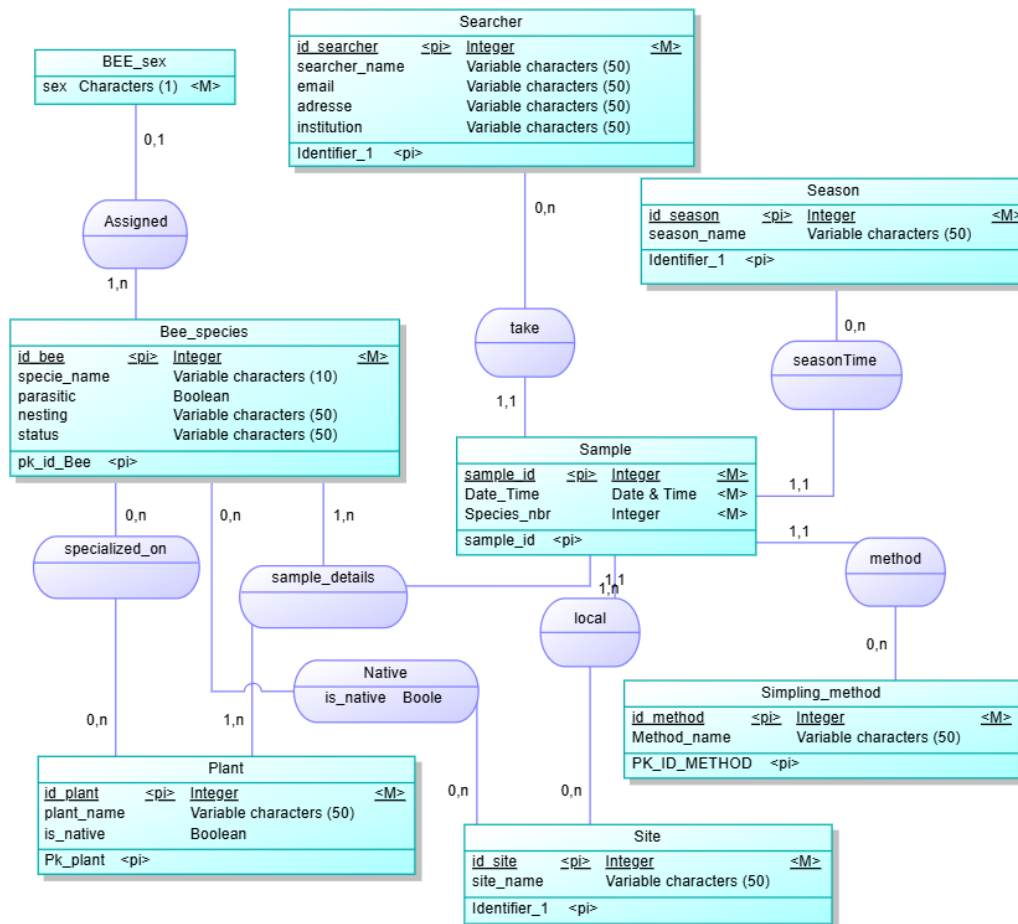 Searcher
id_searcher <pi> Integer <M>
searcher_name Variable characters (50)
email Variable characters (50)
adresse Variable characters (50)
institution Variable characters (50)
Identifier_1 <pi>
BEE_sex
sex Characters (1) <M>
0,1
Assigned
1,n
0,n
Season
id_season <pi> Integer <M>
season_name Variable characters (50)
Identifier_1 <pi>
0,n
take
seasonTime
1,1
1,1
Bee_species
id_bee <pi> Integer <M>
specie_name Variable characters (10)
parasitic Boolean
nesting Variable characters (50)
status Variable characters (50)
pk_id_Bee <pi>
Sample
sample_id <pi> Integer <M>
Date_Time Date & Time <M>
Species_nbr Integer <M>
sample_id <pi>
0,n
0,n
1,n
1,1
specialized_on
sample_details
1,1
1,n
local
method
0,n
Native
is_native Boole
Simpling_method
id_method <pi> Integer <M>
Method_name Variable characters (50)
PK_ID_METHOD <pi>
0,n
1,n
0,n
0,n
Plant
id_plant <pi> Integer <M>
plant_name Variable characters (50)
is_native Boolean
Pk_plant <pi>
Site
id_site <pi> Integer <M>
site_name Variable characters (50)
Identifier_1 <pi>